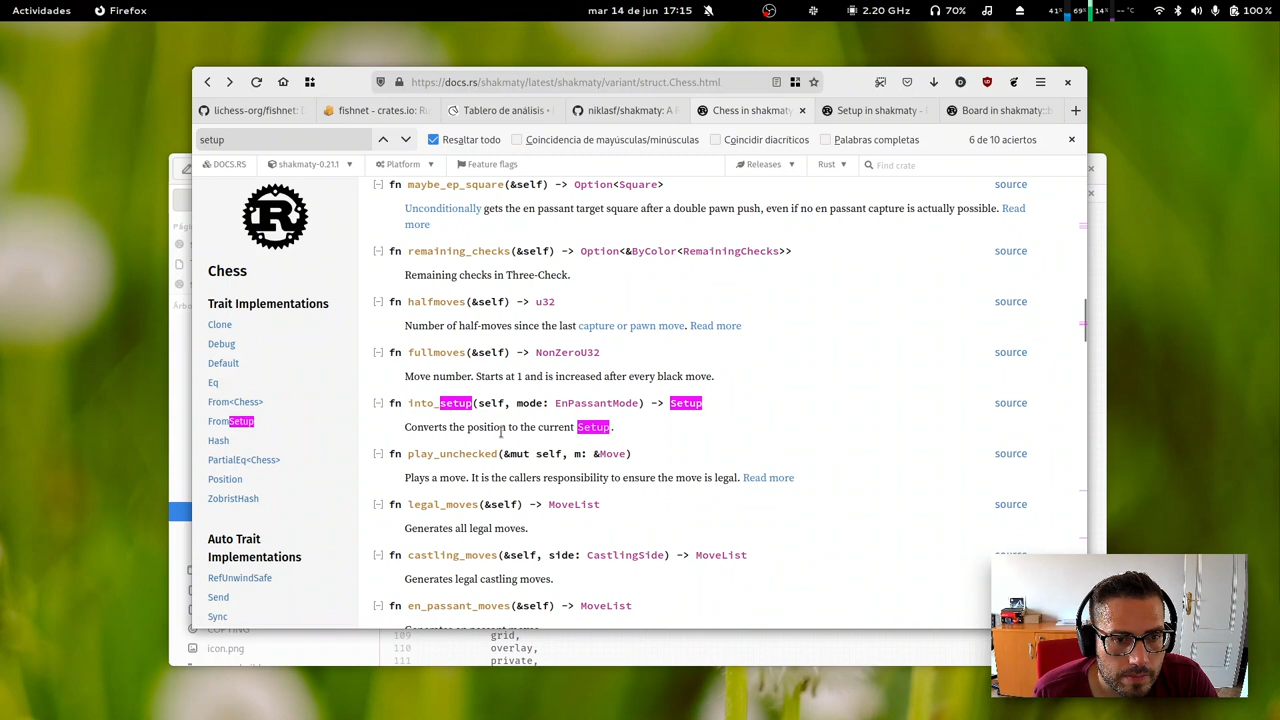 Actividades Firefox mar 14 de jun 17:15 2.20 GHz 70% 41% 69% 14% -- °C 100 %
https://docs.rs/shakmaty/latest/shakmaty/variant/struct.Chess.html
lichess-org/fishnet: D fishnet - crates.io: Ru Tablero de análisis • niklasf/shakmaty: A R Chess in shakmaty Setup in shakmaty - Board in shakmaty::b
setup Resaltar todo Coincidencia de mayúsculas/minúsculas Coincidir diacríticos Palabras completas 6 de 10 aciertos
DOCS.RS shakmaty-0.21.1 Platform Feature flags Releases Rust Find crate
Chess
Trait Implementations
Clone
Debug
Default
Eq
From<Chess>
FromSetup
Hash
PartialEq<Chess>
Position
ZobristHash
Auto Trait
Implementations
RefUnwindSafe
Send
Sync
[-] fn maybe_ep_square(&self) -> Option<Square> source
Unconditionally gets the en passant target square after a double pawn push, even if no en passant capture is actually possible. Read
more
[-] fn remaining_checks(&self) -> Option<&ByColor<RemainingChecks>> source
Remaining checks in Three-Check.
[-] fn halfmoves(&self) -> u32 source
Number of half-moves since the last capture or pawn move. Read more
[-] fn fullmoves(&self) -> NonZeroU32 source
Move number. Starts at 1 and is increased after every black move.
[-] fn into_setup(self, mode: EnPassantMode) -> Setup source
Converts the position to the current Setup.
[-] fn play_unchecked(&mut self, m: &Move) source
Plays a move. It is the callers responsibility to ensure the move is legal. Read more
[-] fn legal_moves(&self) -> MoveList source
Generates all legal moves.
[-] fn castling_moves(&self, side: CastlingSide) -> MoveList
Generates legal castling moves.
[-] fn en_passant_moves(&self) -> MoveList
COPYING
icon.png
109 grid,
110 overlay,
111 private,